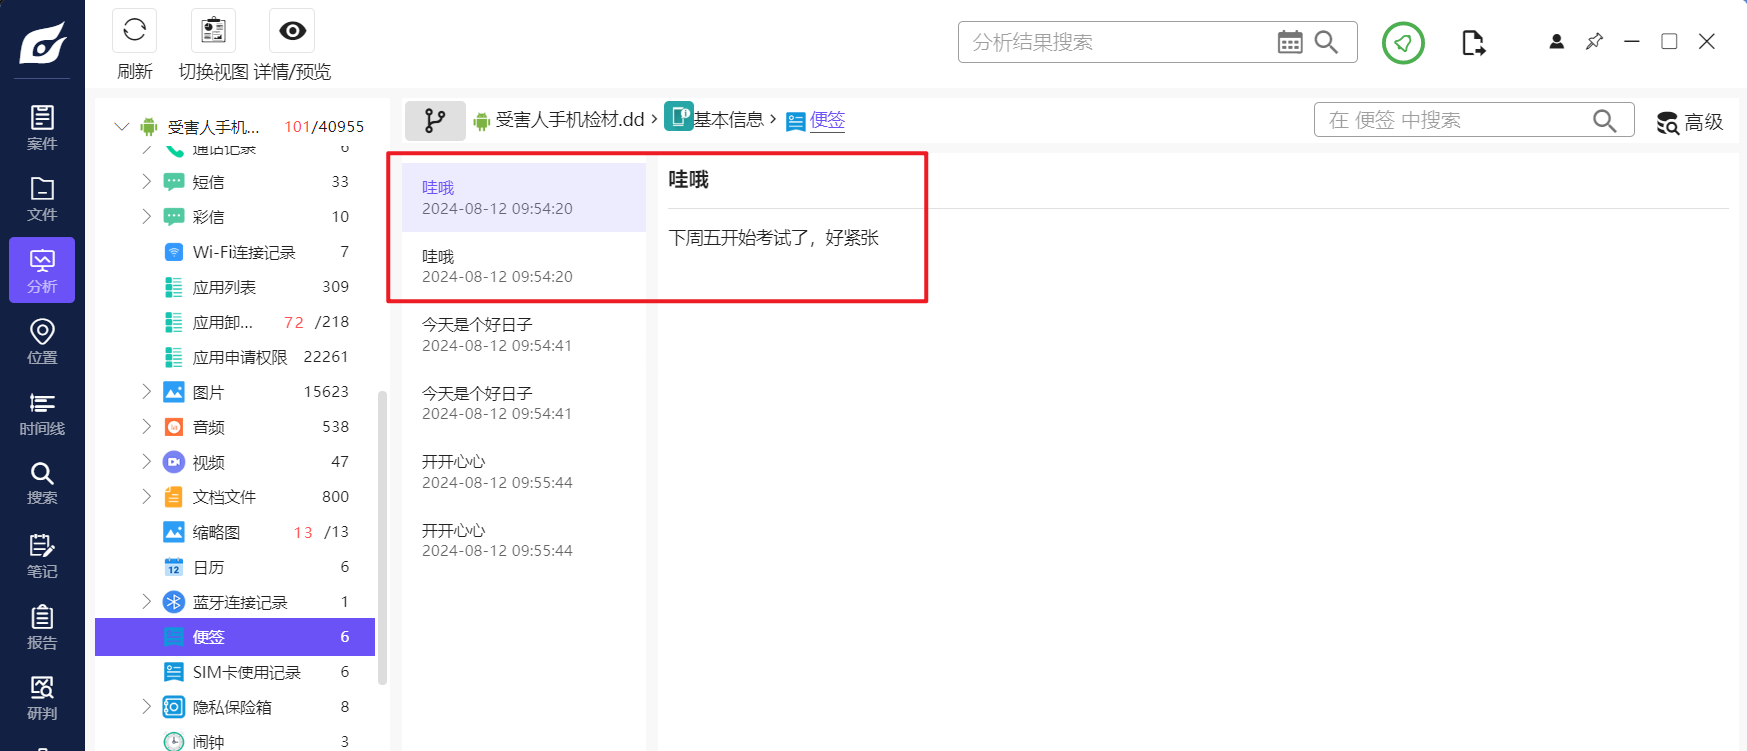 刷新
切换视图
详情/预览
分析结果搜索
案件
文件
分析
位置
时间线
搜索
笔记
报告
研判
受害人手机... 101/40955
通话记录 6
短信 33
彩信 10
Wi-Fi连接记录 7
应用列表 309
应用卸... 72 /218
应用申请权限 22261
图片 15623
音频 538
视频 47
文档文件 800
缩略图 13 /13
日历 6
蓝牙连接记录 1
便签 6
SIM卡使用记录 6
隐私保险箱 8
闹钟 3
受害人手机检材.dd › 基本信息 › 便签
在 便签 中搜索
高级
哇哦
2024-08-12 09:54:20
哇哦
2024-08-12 09:54:20
今天是个好日子
2024-08-12 09:54:41
今天是个好日子
2024-08-12 09:54:41
开开心心
2024-08-12 09:55:44
开开心心
2024-08-12 09:55:44
哇哦
下周五开始考试了，好紧张